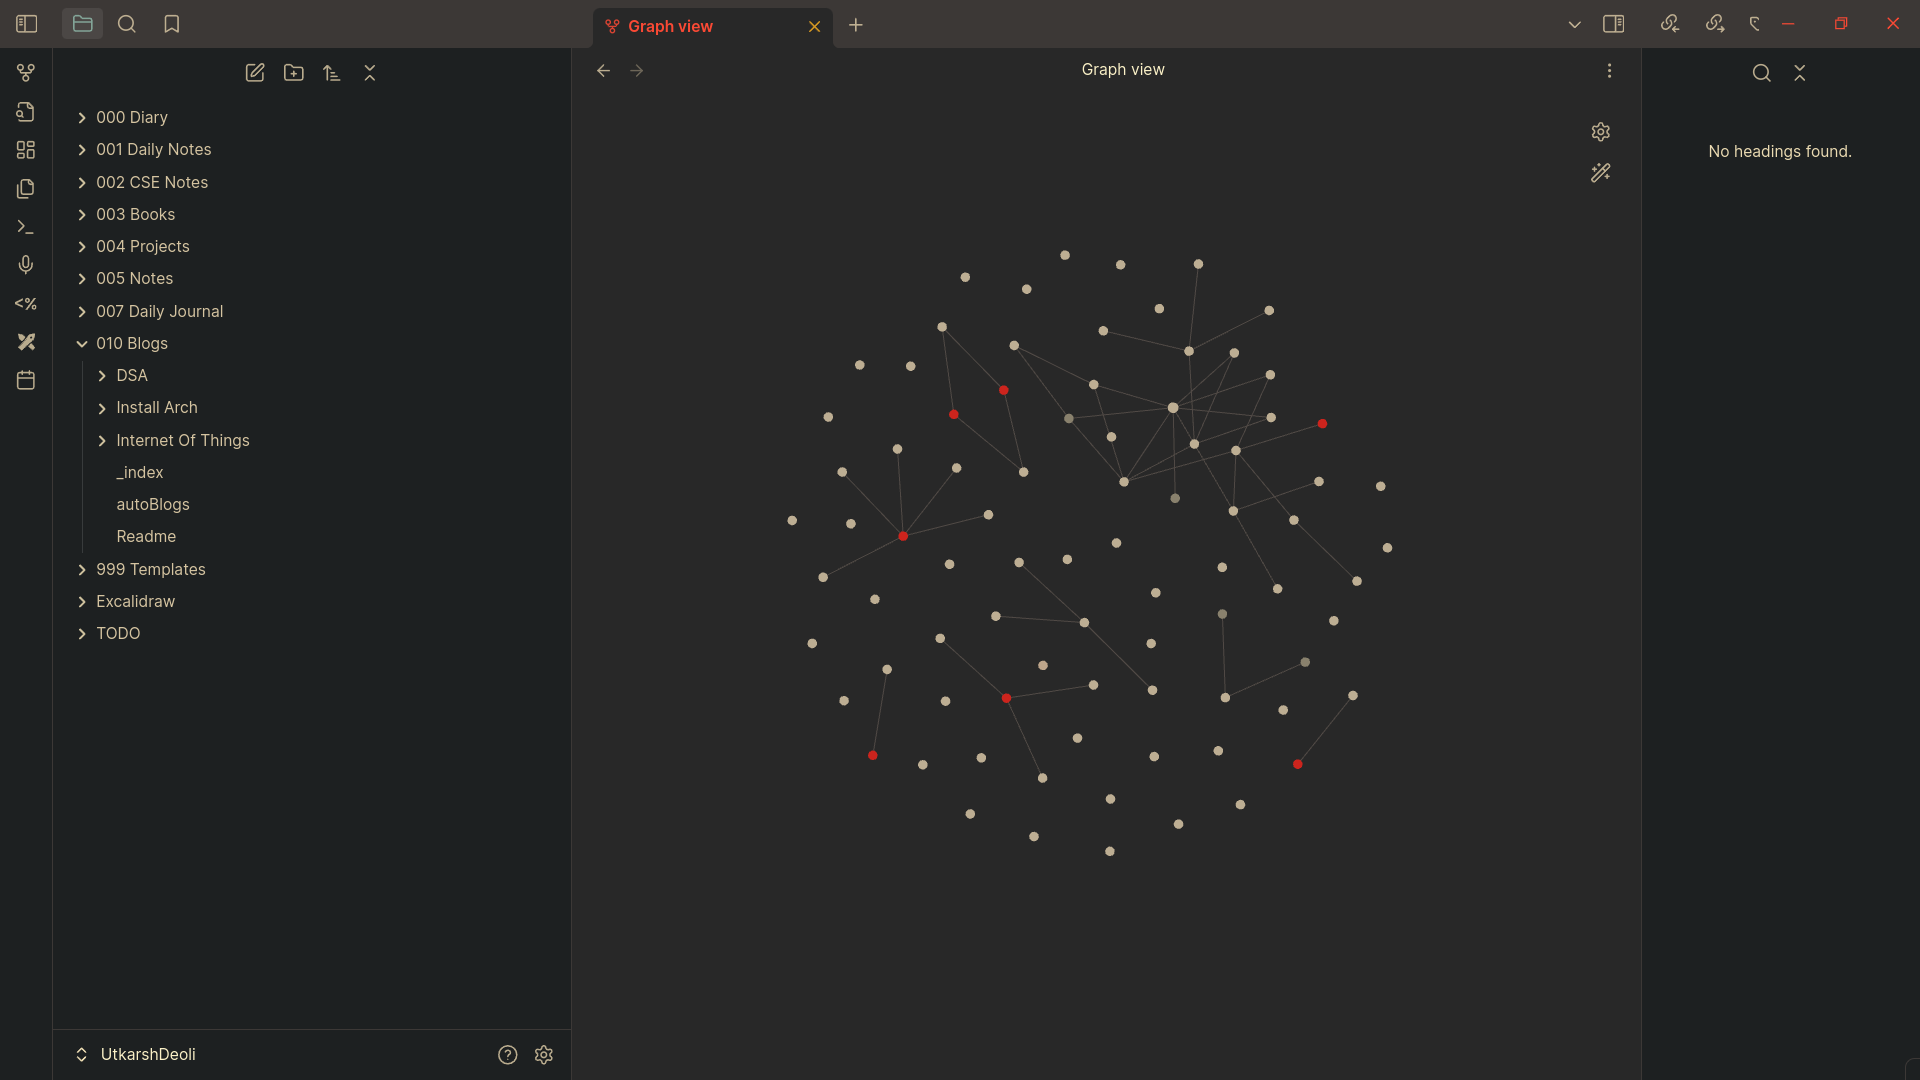 Graph view
Graph view
000 Diary
001 Daily Notes
002 CSE Notes
003 Books
004 Projects
005 Notes
007 Daily Journal
010 Blogs
DSA
Install Arch
Internet Of Things
_index
autoBlogs
Readme
999 Templates
Excalidraw
TODO
UtkarshDeoli
No headings found.